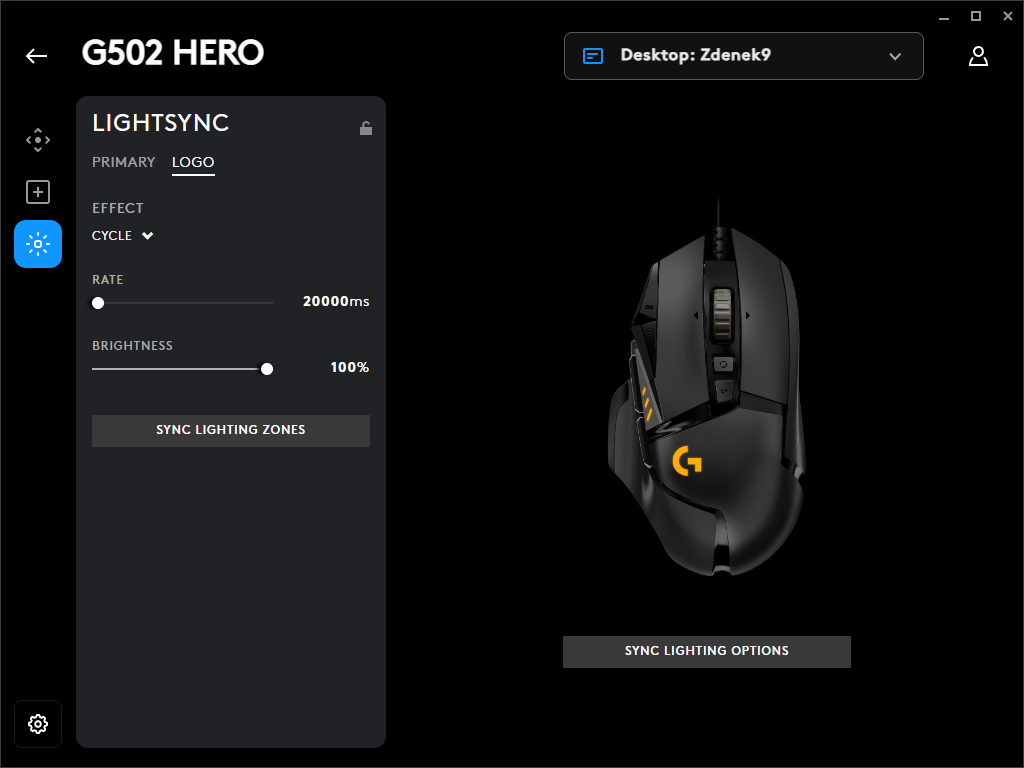 G502 HERO
Desktop: Zdenek9
LIGHTSYNC
PRIMARY LOGO
EFFECT
CYCLE
RATE
20000ms
BRIGHTNESS
100%
SYNC LIGHTING ZONES
SYNC LIGHTING OPTIONS